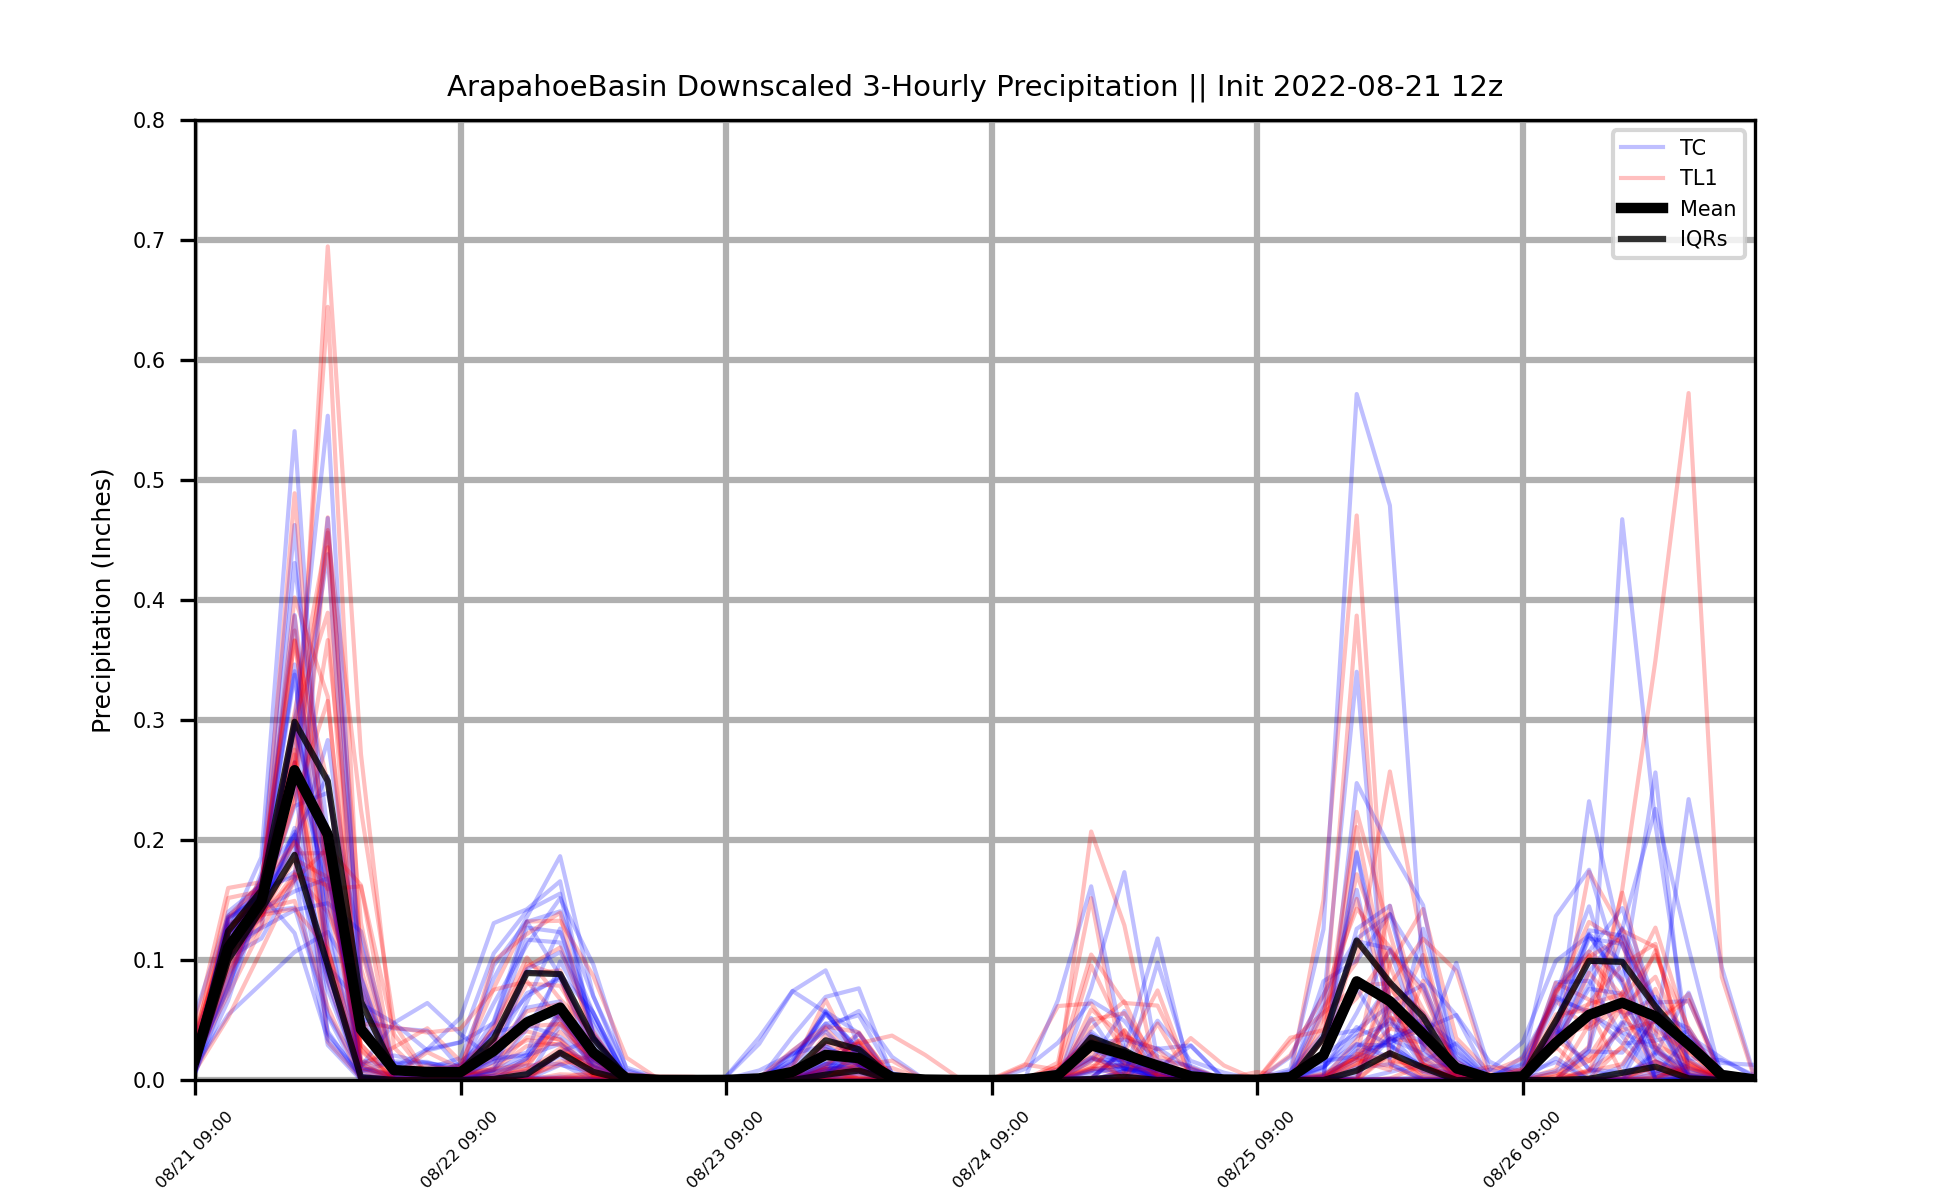 ArapahoeBasin Downscaled 3-Hourly Precipitation || Init 2022-08-21 12z
Precipitation (Inches)
0.8
0.7
0.6
0.5
0.4
0.3
0.2
0.1
0.0
TC
TL1
Mean
IQRs
08/21 09:00
08/22 09:00
08/23 09:00
08/24 09:00
08/25 09:00
08/26 09:00